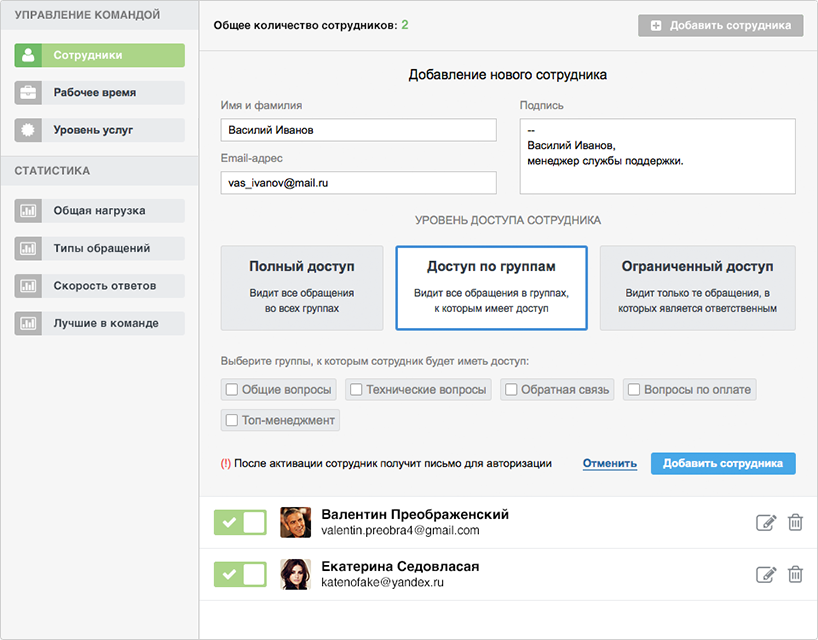 УПРАВЛЕНИЕ КОМАНДОЙ
Сотрудники
Рабочее время
Уровень услуг
СТАТИСТИКА
Общая нагрузка
Типы обращений
Скорость ответов
Лучшие в команде
Общее количество сотрудников: 2
Добавить сотрудника
Добавление нового сотрудника
Имя и фамилия
Василий Иванов
Email-адрес
vas_ivanov@mail.ru
Подпись
--
Василий Иванов,
менеджер службы поддержки.
УРОВЕНЬ ДОСТУПА СОТРУДНИКА
Полный доступ
Видит все обращения
во всех группах
Доступ по группам
Видит все обращения в группах,
к которым имеет доступ
Ограниченный доступ
Видит только те обращения, в
которых является ответственным
Выберите группы, к которым сотрудник будет иметь доступ:
Общие вопросы
Технические вопросы
Обратная связь
Вопросы по оплате
Топ-менеджмент
(!) После активации сотрудник получит письмо для авторизации
Отменить
Добавить сотрудника
Валентин Преображенский
valentin.preobra4@gmail.com
Екатерина Седовласая
katenofake@yandex.ru